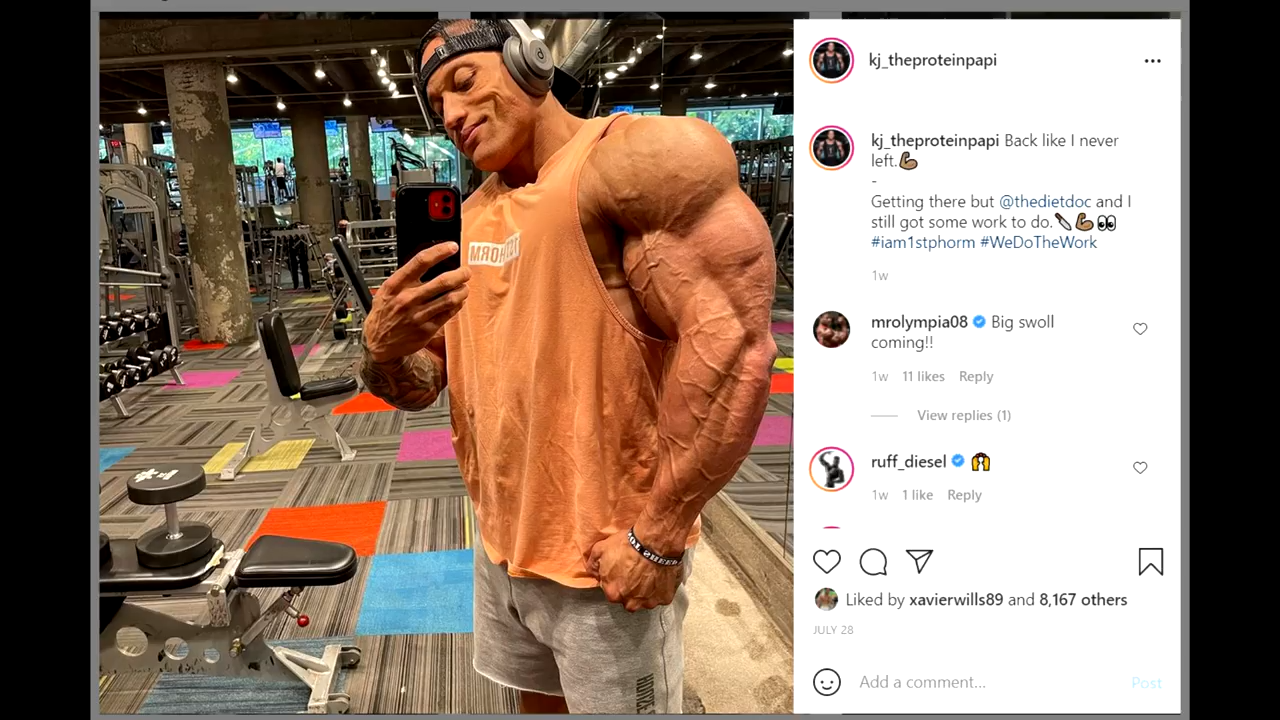 kj_theproteinpapi
kj_theproteinpapi Back like I never
left.💪🏽
-
Getting there but @thedietdoc and I
still got some work to do.🔪💪🏽👀
#iam1stphorm #WeDoTheWork
1w
mrolympia08 Big swoll
coming!!
1w 11 likes Reply
View replies (1)
ruff_diesel 🙌
1w 1 like Reply
Liked by xavierwills89 and 8,167 others
JULY 28
Add a comment...
Post